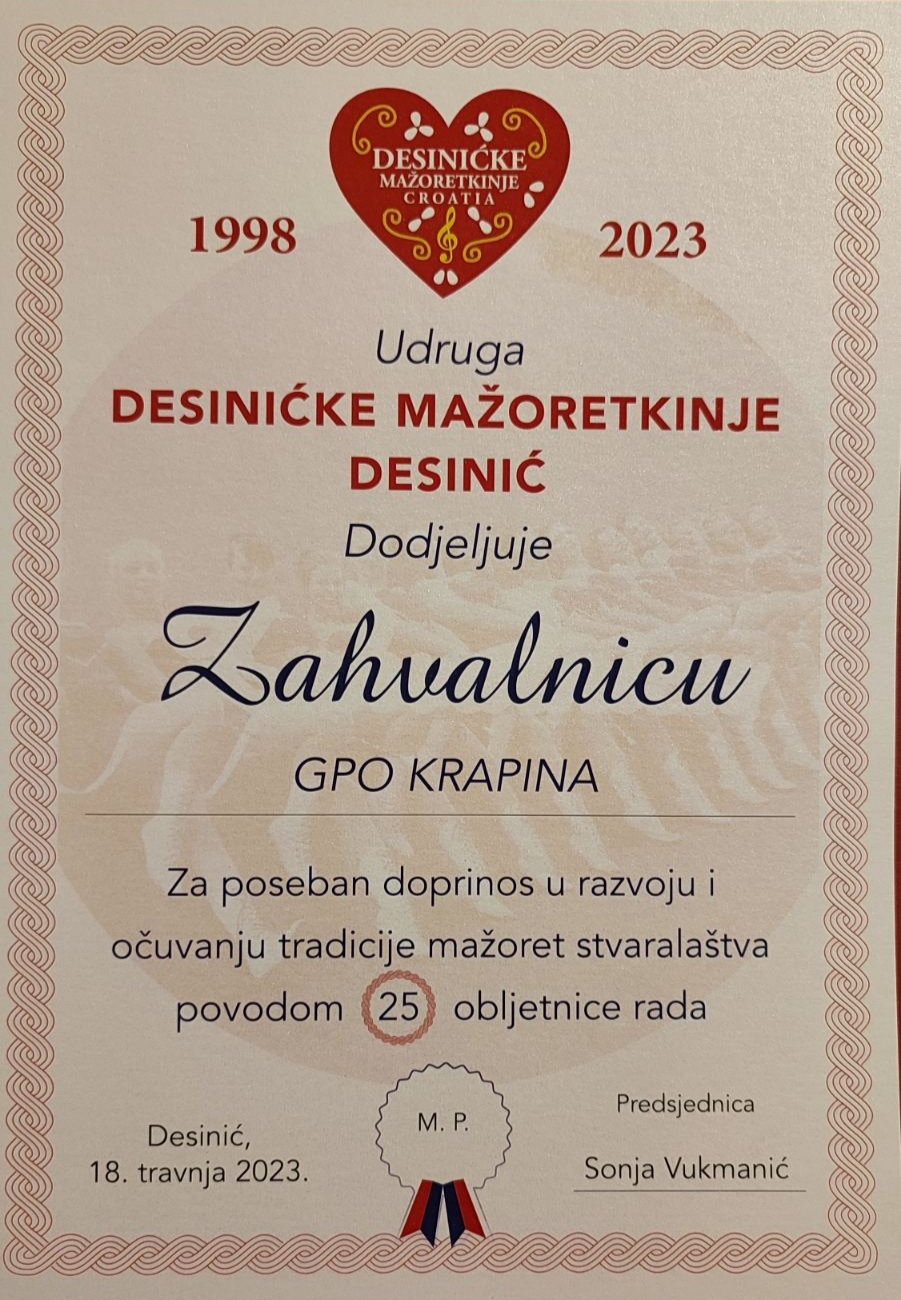 DESINIĆKE
MAŽORETKINJE
CROATIA
1998 2023
Udruga
DESINIĆKE MAŽORETKINJE
DESINIĆ
Dodjeljuje
Zahvalnicu
GPO KRAPINA
Za poseban doprinos u razvoju i
očuvanju tradicije mažoret stvaralaštva
povodom 25 obljetnice rada
M. P.
Desinić,
18. travnja 2023.
Predsjednica
Sonja Vukmanić